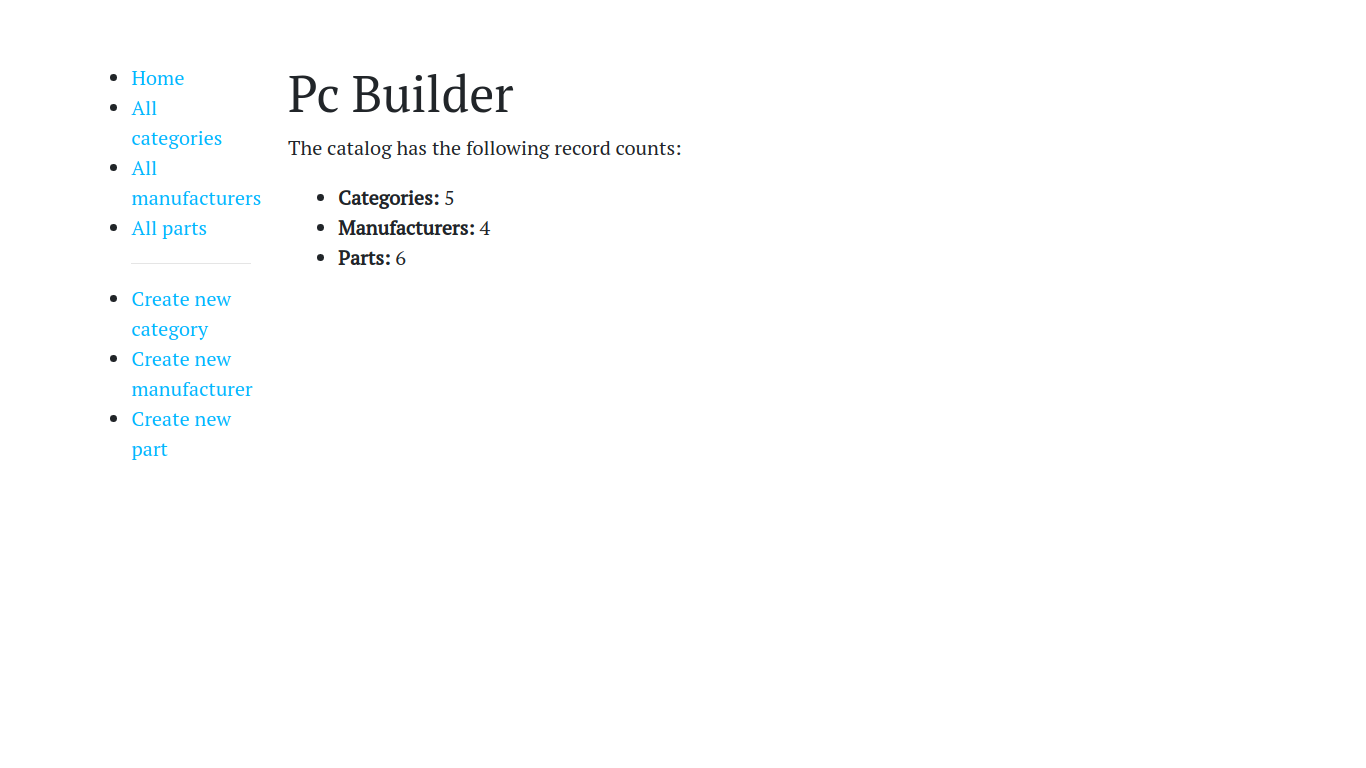 Home
All
categories
All
manufacturers
All parts
Create new
category
Create new
manufacturer
Create new
part
Pc Builder
The catalog has the following record counts:
Categories: 5
Manufacturers: 4
Parts: 6